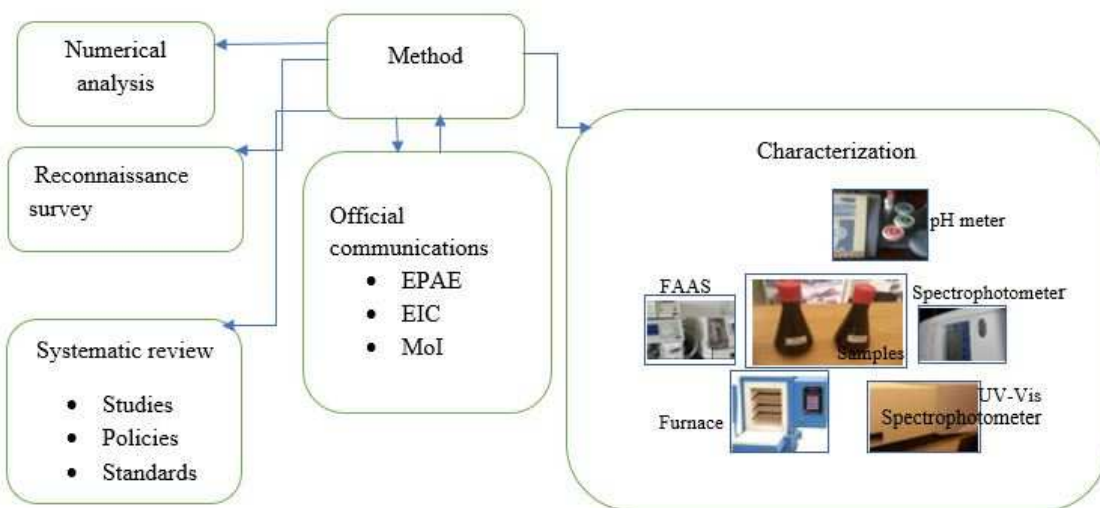 Numerical
analysis
Method
Reconnaissance
survey
Official
communications
• EPAE
• EIC
• MoI
Systematic review
• Studies
• Policies
• Standards
Characterization
pH meter
FAAS
Spectrophotometer
Samples
Furnace
UV-Vis
Spectrophotometer